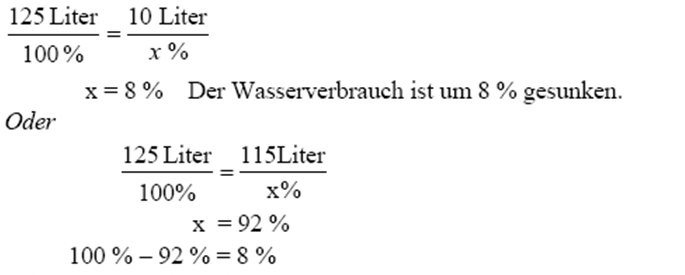 125 Liter / 100 % = 10 Liter / x %
x = 8 % Der Wasserverbrauch ist um 8 % gesunken.
Oder
125 Liter / 100% = 115Liter / x%
x = 92 %
100 % – 92 % = 8 %